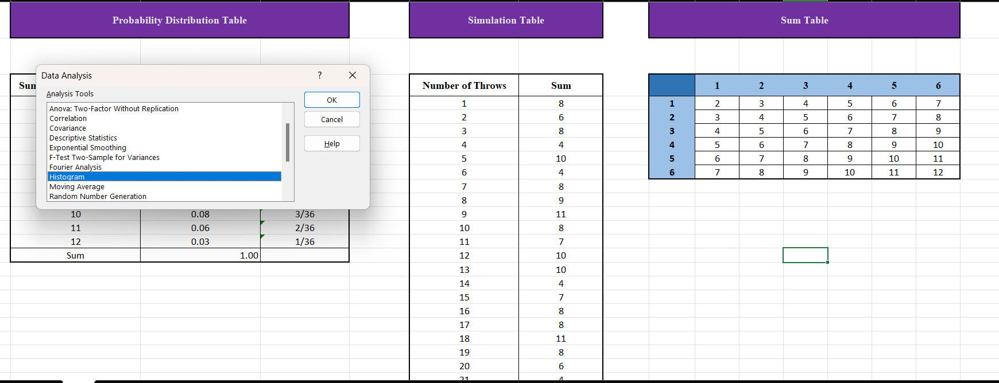 Probability Distribution Table
Simulation Table
Sum Table
Data Analysis
?
Analysis Tools
Anova: Two-Factor Without Replication
Correlation
Covariance
Descriptive Statistics
Exponential Smoothing
F-Test Two-Sample for Variances
Fourier Analysis
Histogram
Moving Average
Random Number Generation
OK
Cancel
Help
10 0.08 3/36
11 0.06 2/36
12 0.03 1/36
Sum 1.00
Number of Throws Sum
1 8
2 6
3 8
4 4
5 10
6 4
7 8
8 9
9 11
10 8
11 7
12 10
13 10
14 4
15 7
16 8
17 8
18 11
19 8
20 6
1 2 3 4 5 6
1 2 3 4 5 6 7
2 3 4 5 6 7 8
3 4 5 6 7 8 9
4 5 6 7 8 9 10
5 6 7 8 9 10 11
6 7 8 9 10 11 12